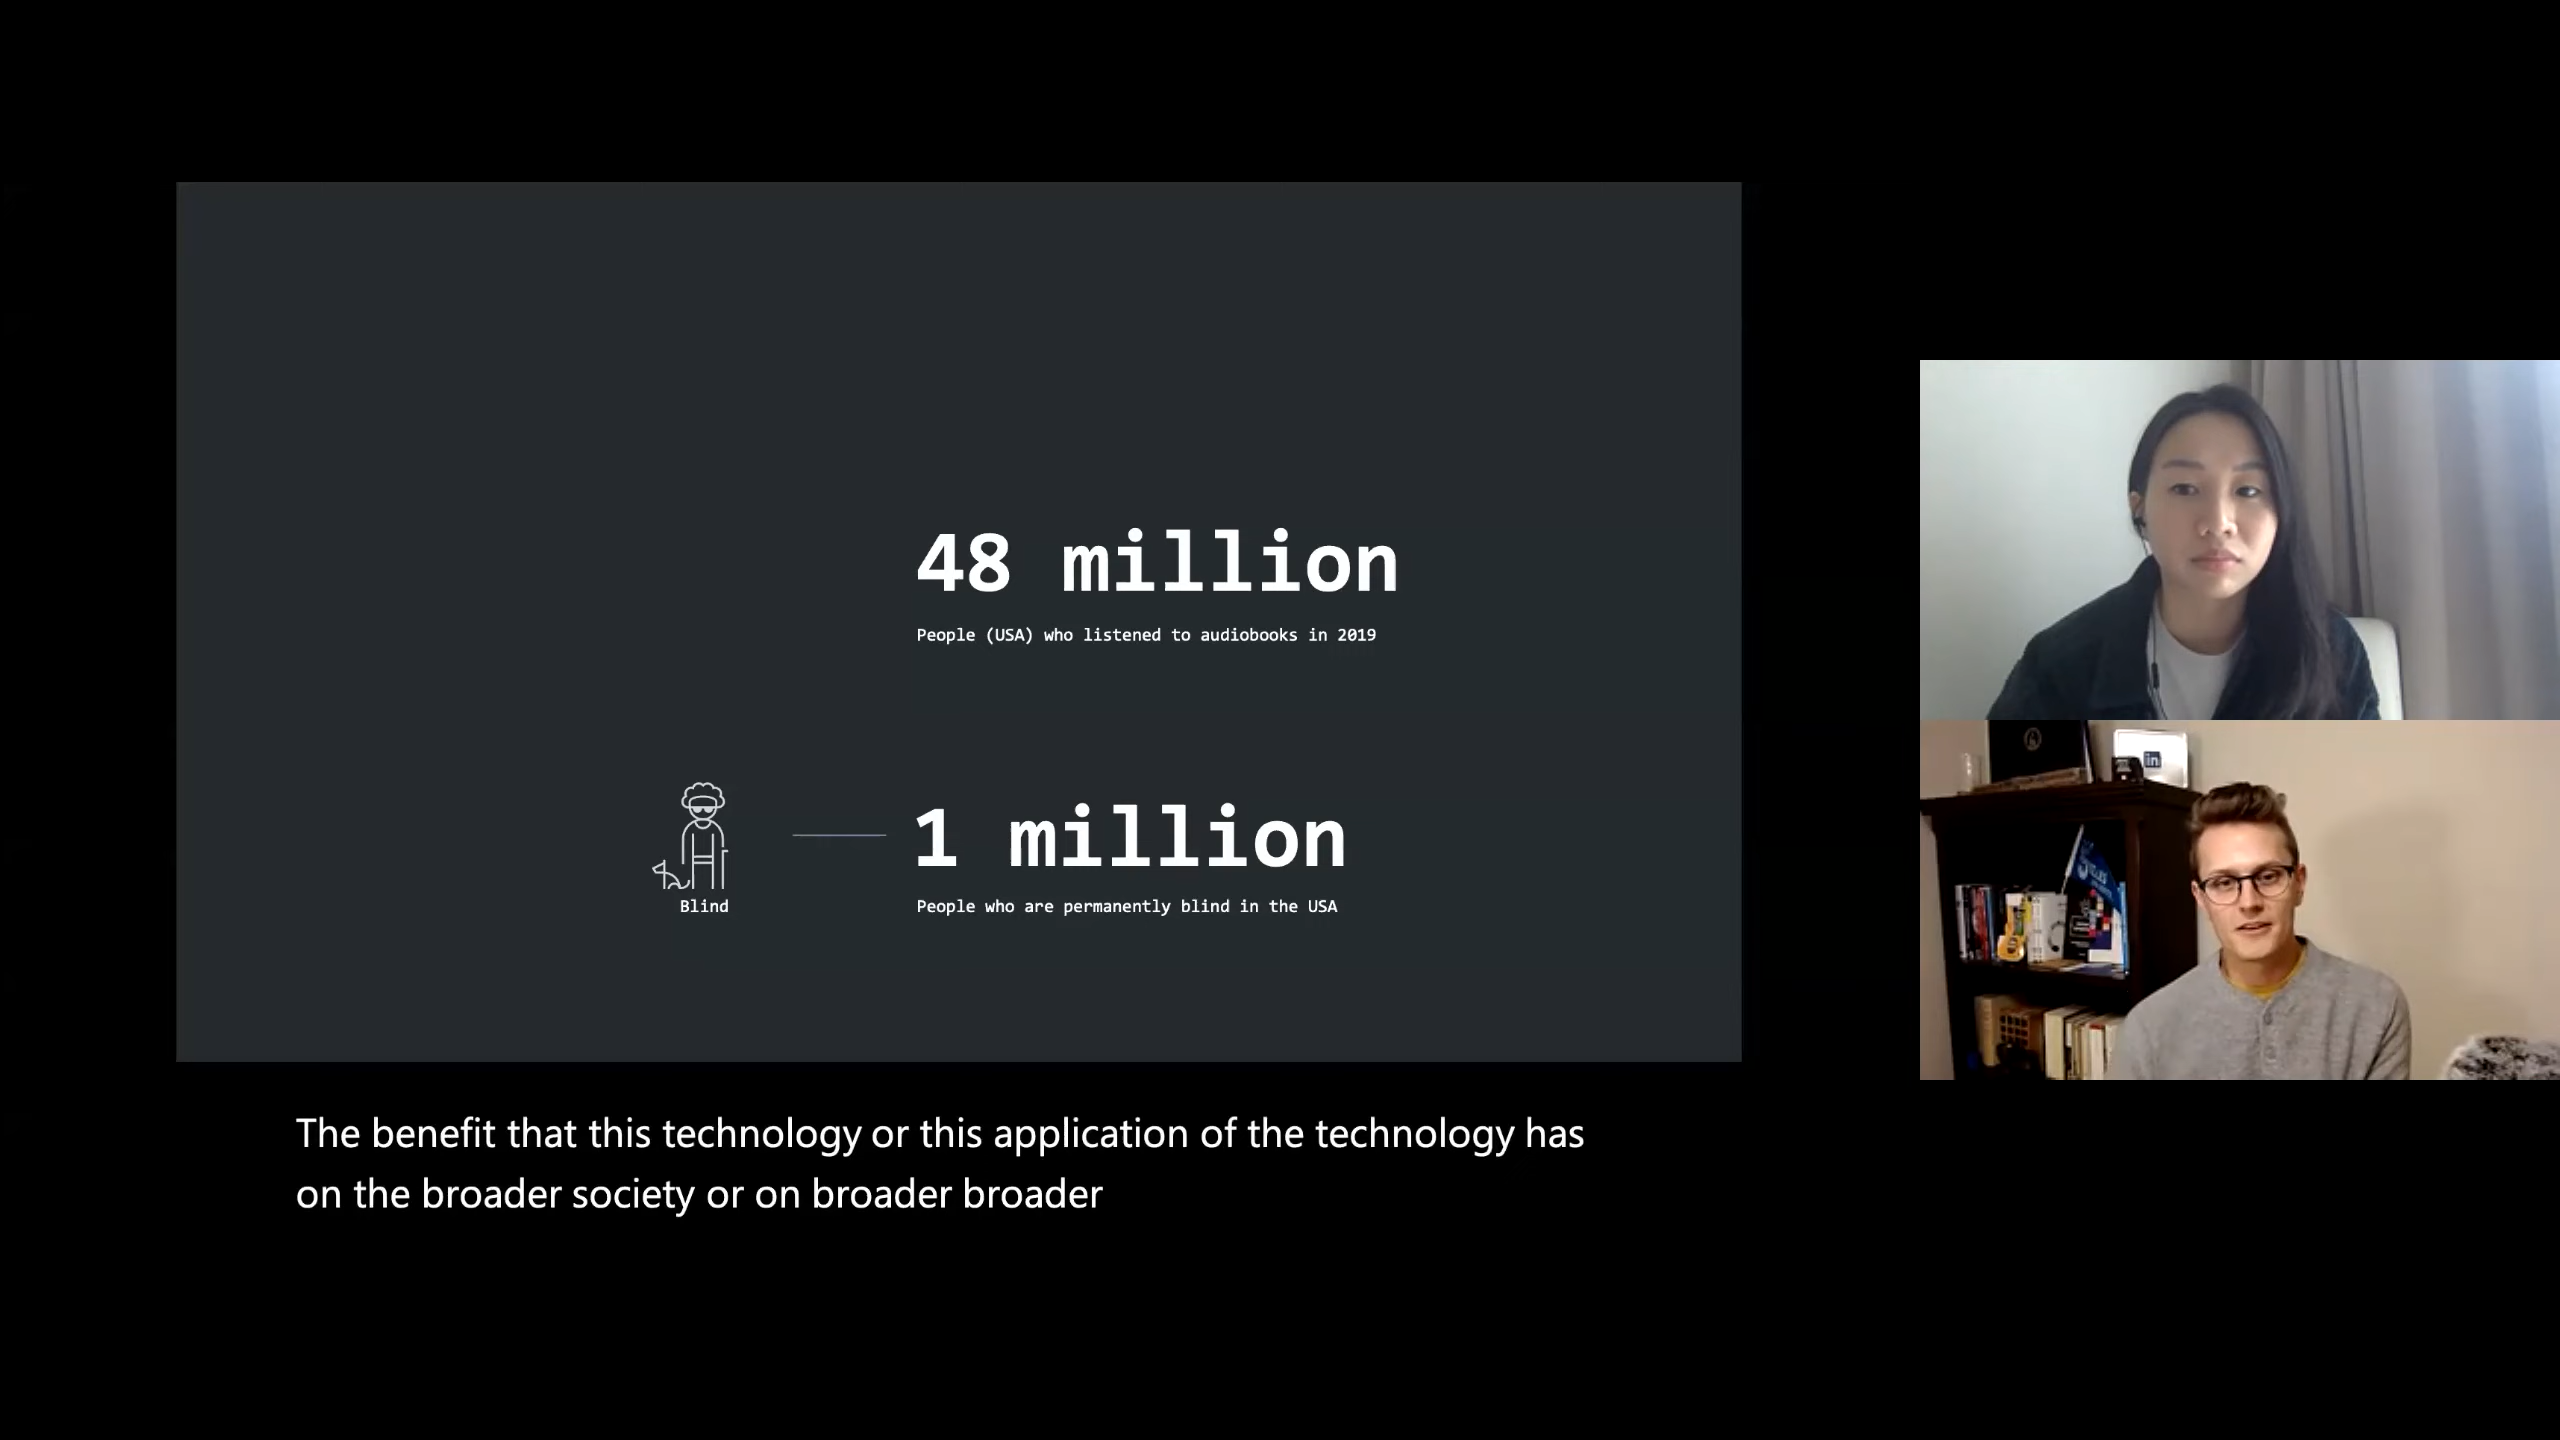 48 million
People (USA) who listened to audiobooks in 2019
1 million
Blind
People who are permanently blind in the USA
in
The benefit that this technology or this application of the technology has
on the broader society or on broader broader